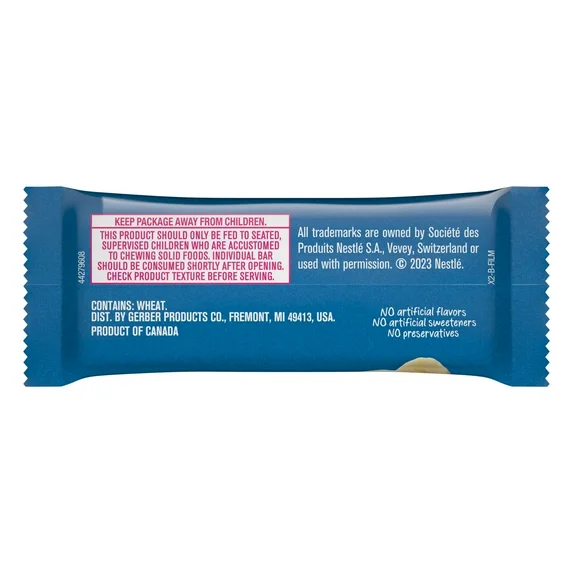 KEEP PACKAGE AWAY FROM CHILDREN.
THIS PRODUCT SHOULD ONLY BE FED TO SEATED,
SUPERVISED CHILDREN WHO ARE ACCUSTOMED
TO CHEWING SOLID FOODS. INDIVIDUAL BAR
SHOULD BE CONSUMED SHORTLY AFTER OPENING.
CHECK PRODUCT TEXTURE BEFORE SERVING.
All trademarks are owned by Société des
Produits Nestlé S.A., Vevey, Switzerland or
used with permission. © 2023 Nestlé.
44279608
X2-B-FILM
CONTAINS: WHEAT.
DIST. BY GERBER PRODUCTS CO., FREMONT, MI 49413, USA.
PRODUCT OF CANADA
NO artificial flavors
NO artificial sweeteners
NO preservatives